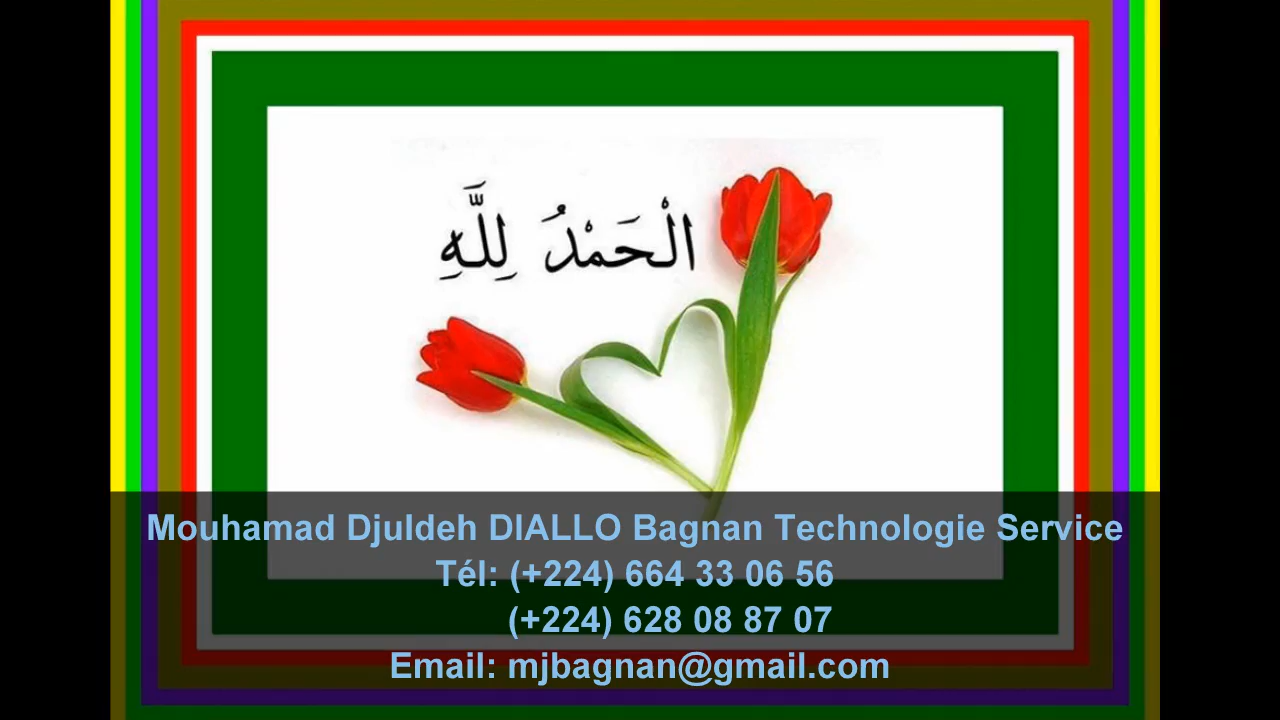 الْحَمْدُ لِلَّهِ
Mouhamad Djuldeh DIALLO Bagnan Technologie Service
Tél: (+224) 664 33 06 56
(+224) 628 08 87 07
Email: mjbagnan@gmail.com